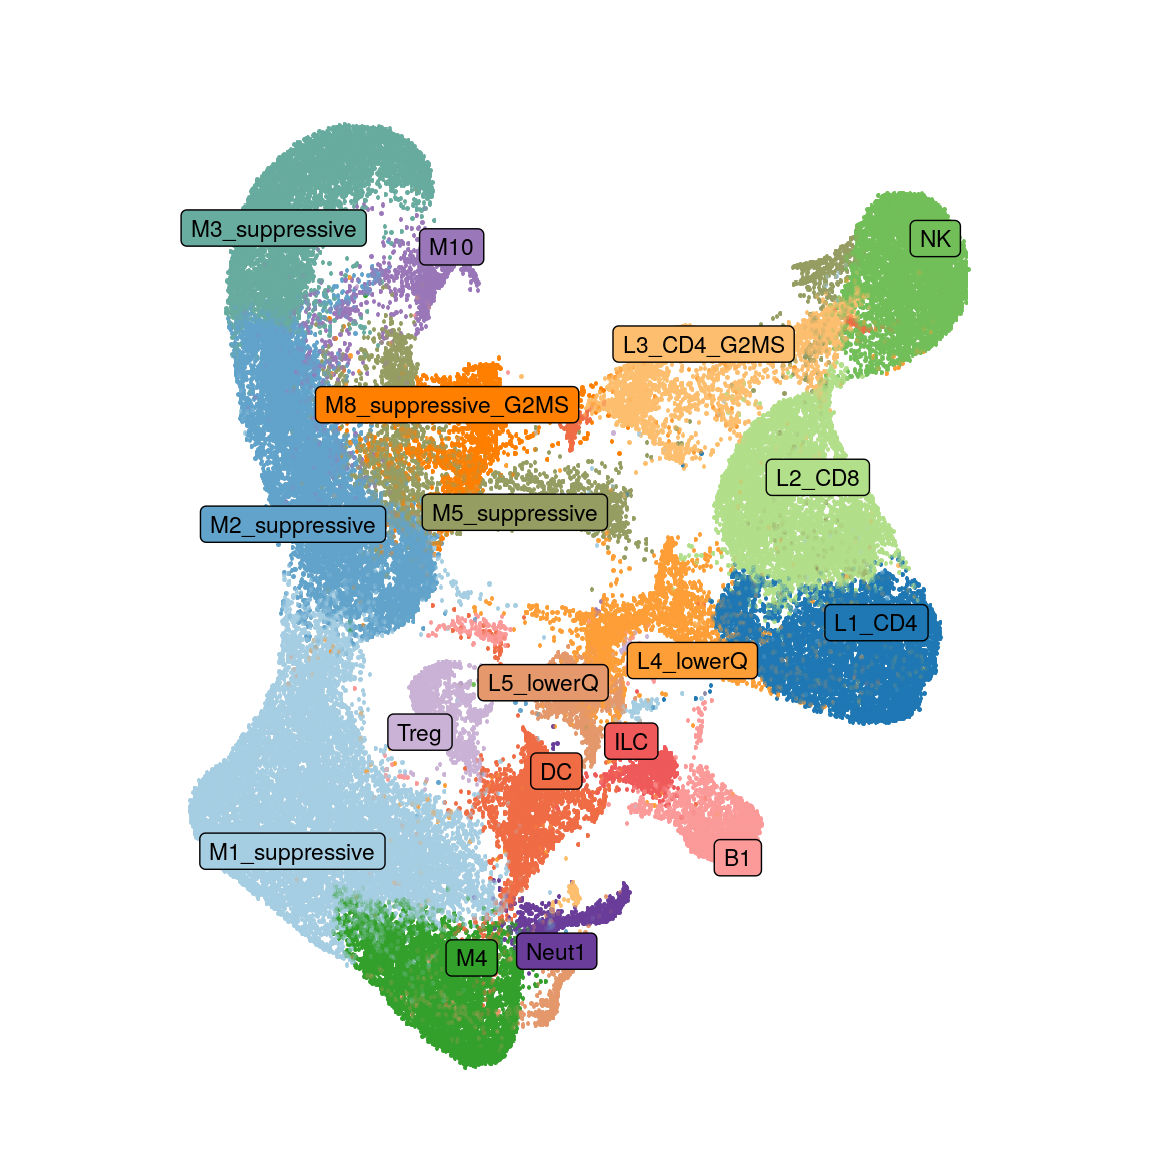 M3_suppressive
NK
M10
L3_CD4_G2MS
M8_suppressive_G2MS
L2_CD8
M5_suppressive
M2_suppressive
L1_CD4
L4_lowerQ
L5_lowerQ
Treg
ILC
DC
M1_suppressive
B1
Neut1
M4